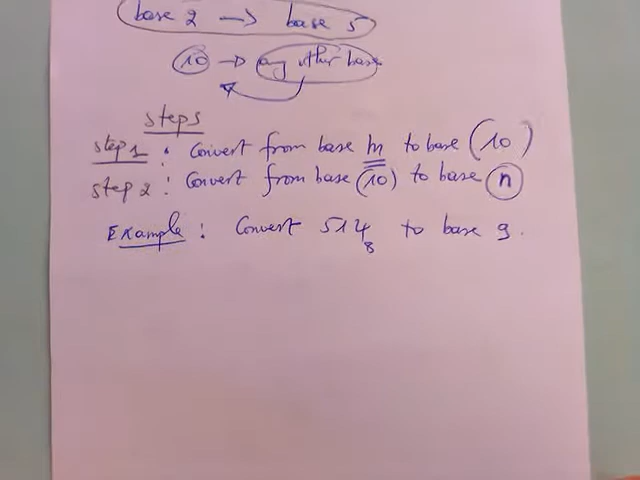 base 2 → base 5
10 → any other base
steps
step 1 : Convert from base m to base (10)
step 2 : Convert from base (10) to base n
Example : Convert 514₈ to base 9.